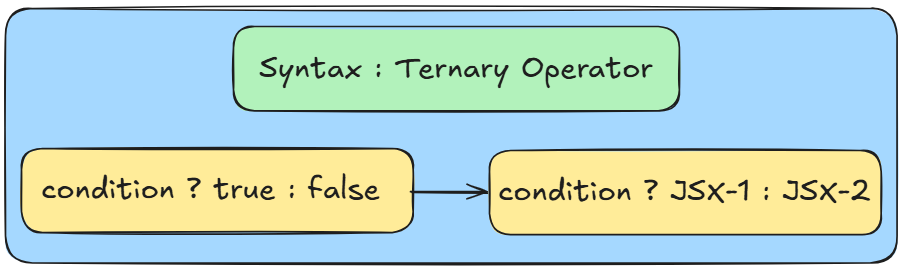 Syntax : Ternary Operator
condition ? true : false
condition ? JSX-1 : JSX-2